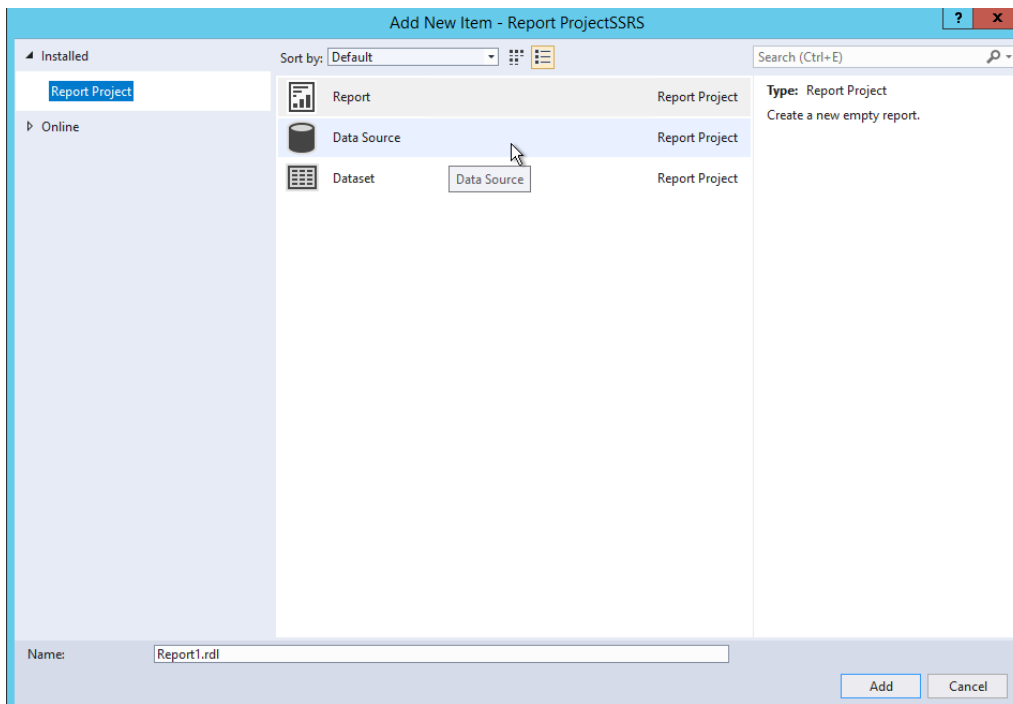 Add New Item - Report ProjectSSRS
? x
Installed
Sort by: Default
Search (Ctrl+E)
Report Project
Online
Report Report Project
Data Source Report Project
Dataset Report Project
Data Source
Type: Report Project
Create a new empty report.
Name: Report1.rdl
Add Cancel